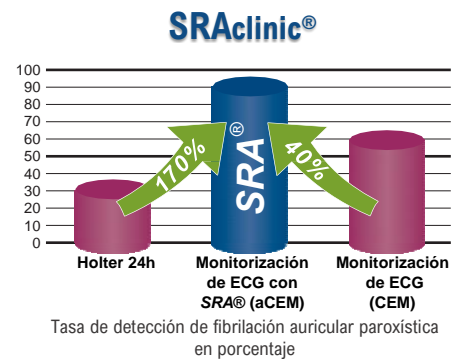 SRAclinic®
100
90
80
70
60
50
40
30
20
10
0
170%
SRA®
40%
Holter 24h
Monitorización
de ECG con
SRA® (aCEM)
Monitorización
de ECG
(CEM)
Tasa de detección de fibrilación auricular paroxística
en porcentaje